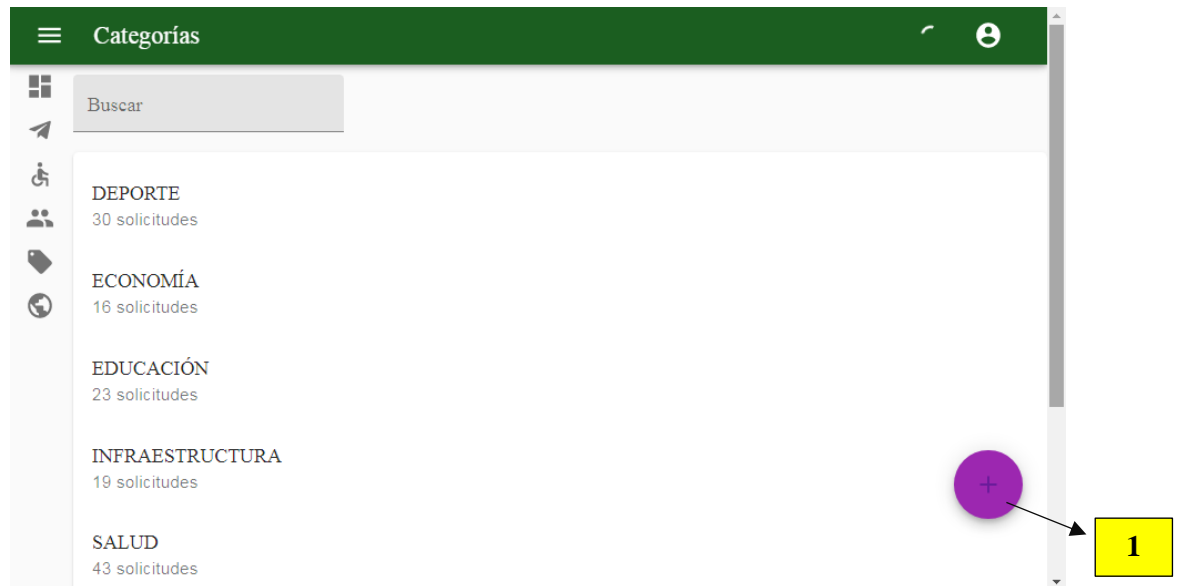 Categorías
Buscar
DEPORTE
30 solicitudes
ECONOMÍA
16 solicitudes
EDUCACIÓN
23 solicitudes
INFRAESTRUCTURA
19 solicitudes
1
SALUD
43 solicitudes